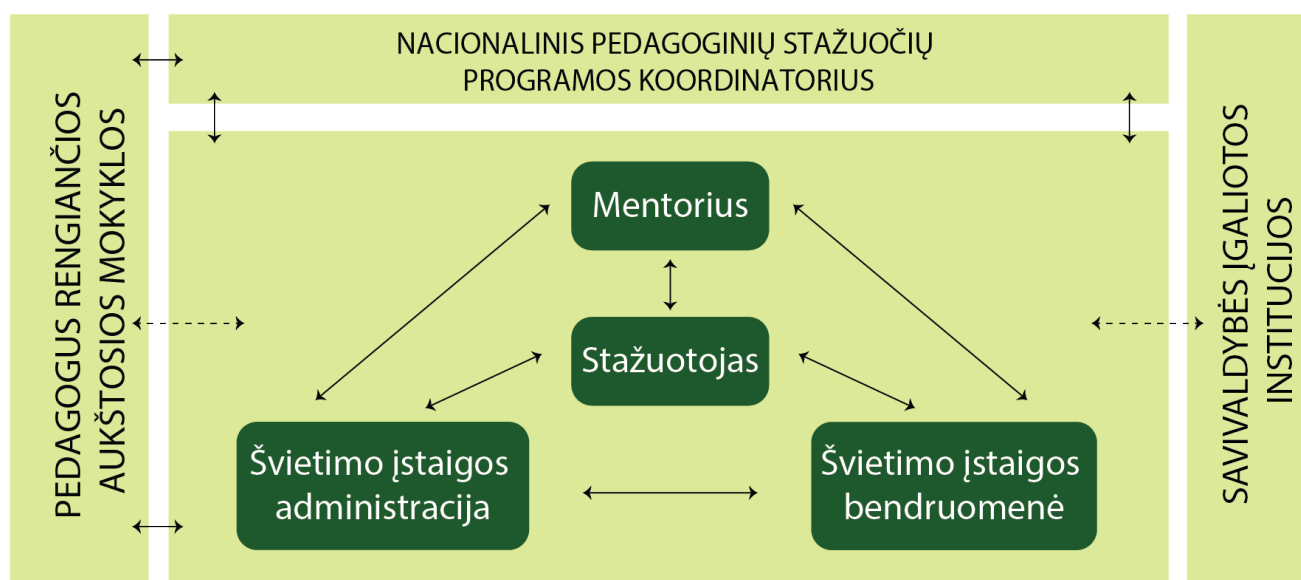 NACIONALINIS PEDAGOGINIŲ STAŽUOČIŲ
PROGRAMOS KOORDINATORIUS
PEDAGOGUS RENGIANČIOS
AUKŠTOSIOS MOKYKLOS
Mentorius
Stažuotojas
Švietimo įstaigos
administracija
Švietimo įstaigos
bendruomenė
SAVIVALDYBĖS ĮGALIOTOS
INSTITUCIJOS